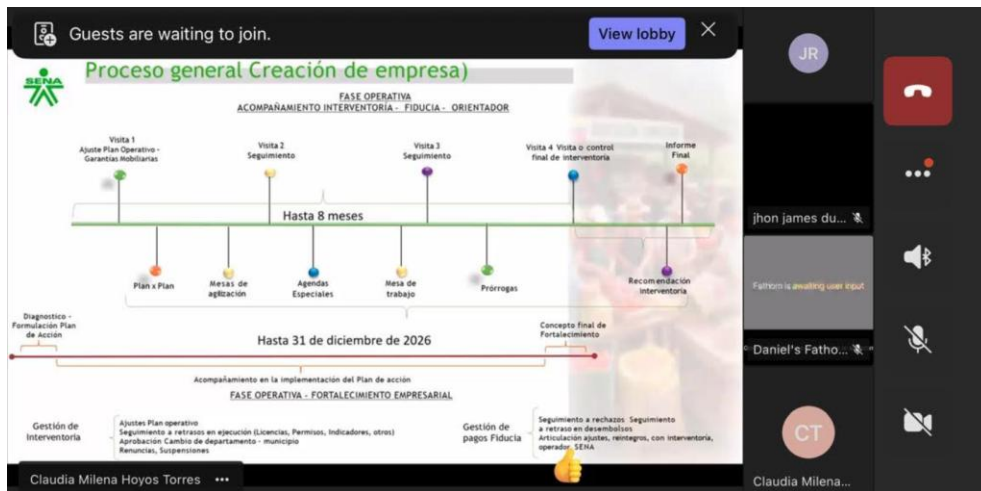 Guests are waiting to join.
View lobby
JR
SENA
Proceso general Creación de empresa)
FASE OPERATIVA
ACOMPAÑAMIENTO INTERVENTORÍA - FIDUCIA - ORIENTADOR
Visita 1
Ajuste Plan Operativo -
Garantías Mobiliarias
Visita 2
Seguimiento
Visita 3
Seguimiento
Visita 4 Visita o control
final de interventoría
Informe
Final
Hasta 8 meses
Plan x Plan
Mesas de
agilización
Agendas
Especiales
Mesa de
trabajo
Prórrogas
Recomendación
interventoria
Diagnostico -
Formulación Plan
de Acción
Hasta 31 de diciembre de 2026
Concepto final de
Fortalecimiento
Acompañamiento en la implementación del Plan de acción
FASE OPERATIVA - FORTALECIMIENTO EMPRESARIAL
Gestión de
Interventoria
Ajustes Plan operativo
Seguimiento a retrasos en ejecución (Licencias, Permisos, Indicadores, otros)
Aprobación Cambio de departamento - municipio
Renuncias, Suspensiones
Gestión de
pagos Fiducia
Seguimiento a rechazos Seguimiento
a retraso en desembolsos
Articulación ajustes, reintegros, con interventoría,
operador SENA
Claudia Milena Hoyos Torres
jhon james du...
Fathom is awaiting user input
Daniel's Fatho...
CT
Claudia Milena...